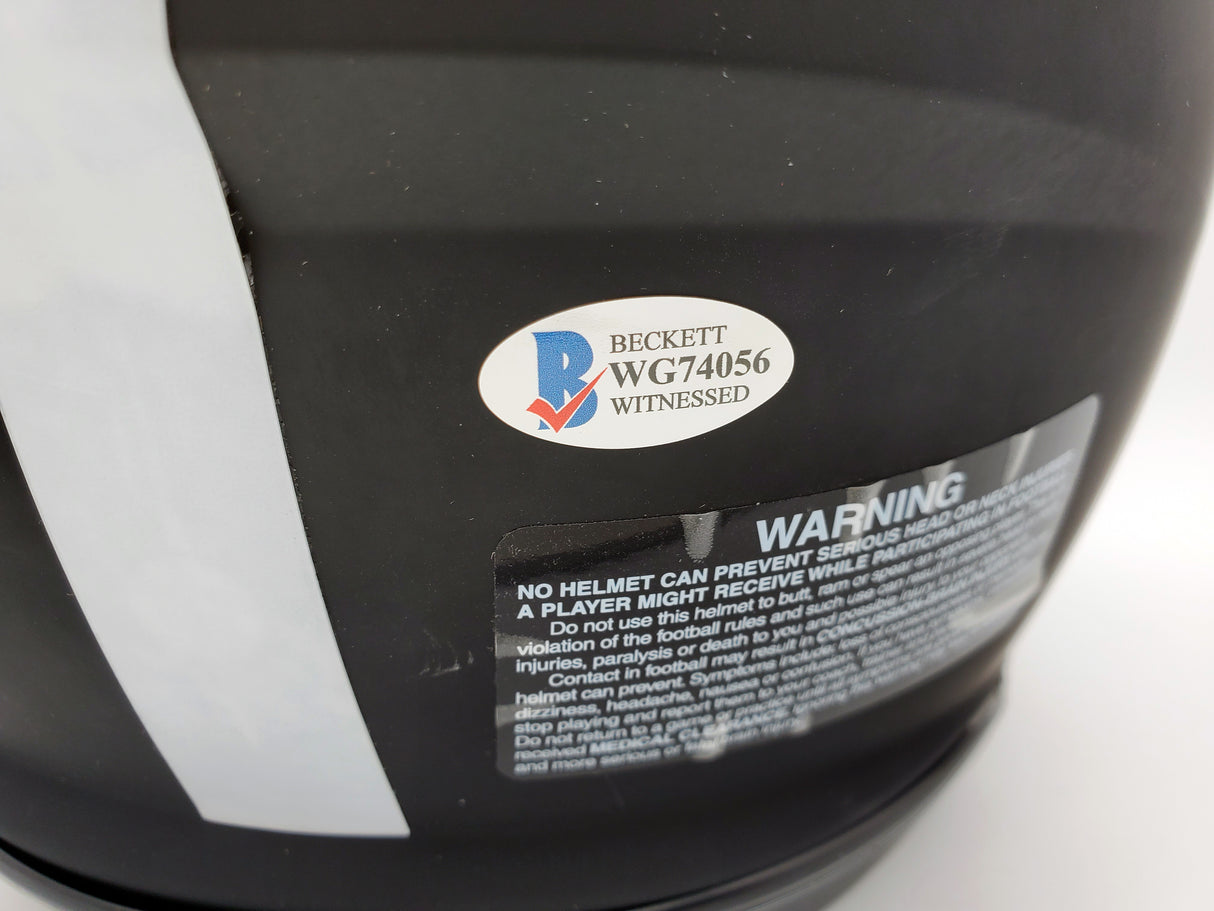 B
BECKETT
WG74056
WITNESSED
WARNING
NO HELMET CAN PREVENT SERIOUS HEAD OR NECK INJURIES
A PLAYER MIGHT RECEIVE WHILE PARTICIPATING IN FOOTBALL
Do not use this helmet to butt, ram or spear an opposing
violation of the football rules and such use can result in
injuries, paralysis or death to you and possible injury to
Contact in football may result in CONCUSSION
helmet can prevent. Symptoms include: loss of
dizziness, headache, nausea or confusion. If you have
stop playing and report them to your coach,
Do not return to a game or practice until all
received MEDICAL CLEARANCE.
and more serious or